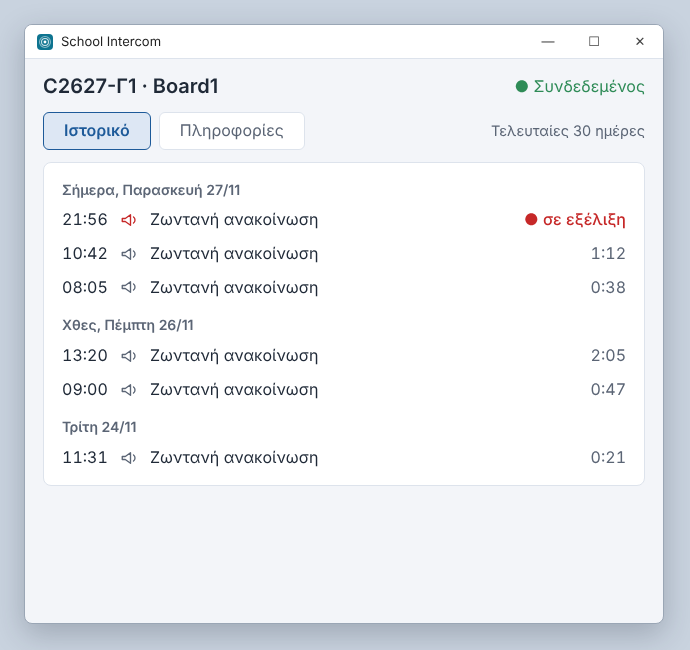 School Intercom
C2627-Γ1 · Board1
Συνδεδεμένος
Ιστορικό
Πληροφορίες
Τελευταίες 30 ημέρες
Σήμερα, Παρασκευή 27/11
21:56 Ζωντανή ανακοίνωση σε εξέλιξη
10:42 Ζωντανή ανακοίνωση 1:12
08:05 Ζωντανή ανακοίνωση 0:38
Χθες, Πέμπτη 26/11
13:20 Ζωντανή ανακοίνωση 2:05
09:00 Ζωντανή ανακοίνωση 0:47
Τρίτη 24/11
11:31 Ζωντανή ανακοίνωση 0:21